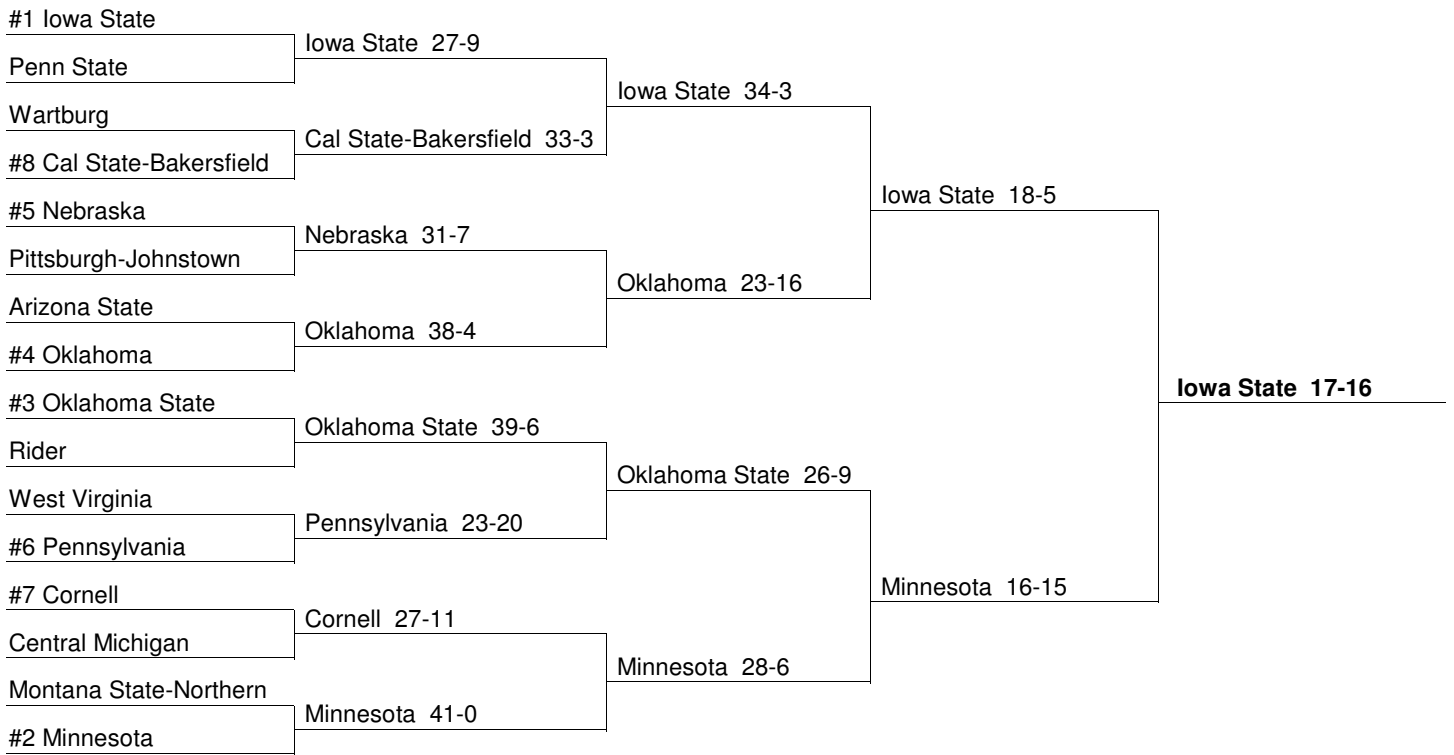 #1 Iowa State
Penn State
Wartburg
#8 Cal State-Bakersfield
#5 Nebraska
Pittsburgh-Johnstown
Arizona State
#4 Oklahoma
#3 Oklahoma State
Rider
West Virginia
#6 Pennsylvania
#7 Cornell
Central Michigan
Montana State-Northern
#2 Minnesota
Iowa State 27-9
Cal State-Bakersfield 33-3
Nebraska 31-7
Oklahoma 38-4
Oklahoma State 39-6
Pennsylvania 23-20
Cornell 27-11
Minnesota 41-0
Iowa State 34-3
Oklahoma 23-16
Oklahoma State 26-9
Minnesota 28-6
Iowa State 18-5
Minnesota 16-15
Iowa State 17-16